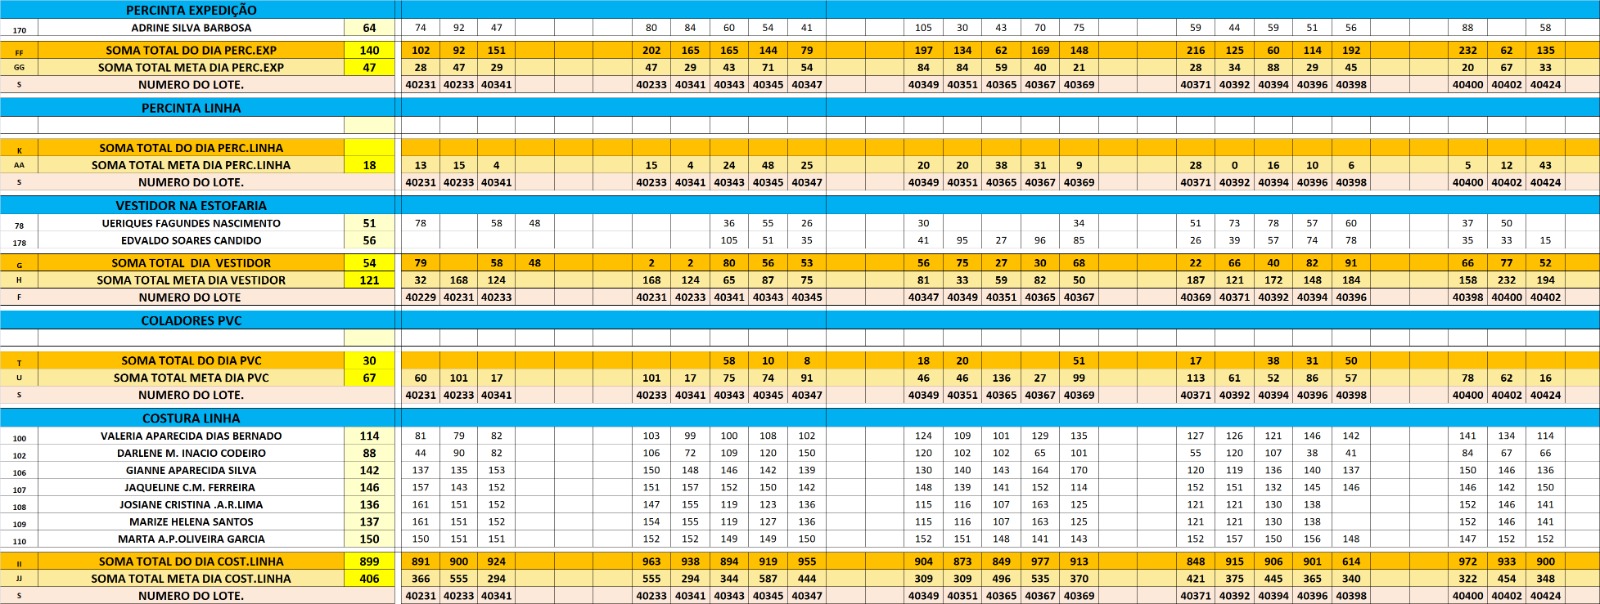 PERCINTA EXPEDIÇÃO
170 ADRINE SILVA BARBOSA 64 74 92 47 80 84 60 54 41 105 30 43 70 75 59 44 59 51 56 88 58
FF SOMA TOTAL DO DIA PERC.EXP 140 102 92 151 202 165 165 144 79 197 134 62 169 148 216 125 60 114 192 232 62 135
GG SOMA TOTAL META DIA PERC.EXP 47 28 47 29 47 29 43 71 54 84 84 59 40 21 28 34 88 29 45 20 67 33
S NUMERO DO LOTE. 40231 40233 40341 40233 40341 40343 40345 40347 40349 40351 40365 40367 40369 40371 40392 40394 40396 40398 40400 40402 40424
PERCINTA LINHA
K SOMA TOTAL DO DIA PERC.LINHA
AA SOMA TOTAL META DIA PERC.LINHA 18 13 15 4 15 4 24 48 25 20 20 38 31 9 28 0 16 10 6 5 12 43
S NUMERO DO LOTE. 40231 40233 40341 40233 40341 40343 40345 40347 40349 40351 40365 40367 40369 40371 40392 40394 40396 40398 40400 40402 40424
VESTIDOR NA ESTOFARIA
78 UERIQUES FAGUNDES NASCIMENTO 51 78 58 48 36 55 26 30 34 51 73 78 57 60 37 50
178 EDVALDO SOARES CANDIDO 56 105 51 35 41 95 27 96 85 26 39 57 74 78 35 33 15
G SOMA TOTAL DIA VESTIDOR 54 79 58 48 2 2 80 56 53 56 75 27 30 68 22 66 40 82 91 66 77 52
H SOMA TOTAL META DIA VESTIDOR 121 32 168 124 168 124 65 87 75 81 33 59 82 50 187 121 172 148 184 158 232 194
F NUMERO DO LOTE 40229 40231 40233 40231 40233 40341 40343 40345 40347 40349 40351 40365 40367 40369 40371 40392 40394 40396 40398 40400 40402
COLADORES PVC
T SOMA TOTAL DO DIA PVC 30 58 10 8 18 20 51 17 38 31 50
U SOMA TOTAL META DIA PVC 67 60 101 17 101 17 75 74 91 46 46 136 27 99 113 61 52 86 57 78 62 16
S NUMERO DO LOTE. 40231 40233 40341 40233 40341 40343 40345 40347 40349 40351 40365 40367 40369 40371 40392 40394 40396 40398 40400 40402 40424
COSTURA LINHA
100 VALERIA APARECIDA DIAS BERNADO 114 81 79 82 103 99 100 108 102 124 109 101 129 135 127 126 121 146 142 141 134 114
102 DARLENE M. INACIO CODEIRO 88 44 90 82 106 72 109 120 150 120 102 102 65 101 55 120 107 38 41 84 67 66
106 GIANNE APARECIDA SILVA 142 137 135 153 150 148 146 142 139 130 140 143 164 170 120 119 136 140 137 150 146 136
107 JAQUELINE C.M. FERREIRA 146 157 143 152 151 157 152 150 142 148 139 141 152 114 152 151 132 145 146 146 142 150
108 JOSIANE CRISTINA .A.R.LIMA 136 161 151 152 147 155 119 123 136 115 116 107 163 125 121 121 130 138 152 146 141
109 MARIZE HELENA SANTOS 137 161 151 152 154 155 119 127 136 115 116 107 163 125 121 121 130 138 152 146 141
110 MARTA A.P.OLIVEIRA GARCIA 150 150 151 151 152 152 149 149 150 152 151 148 141 143 152 157 150 156 148 147 152 152
II SOMA TOTAL DO DIA COST.LINHA 899 891 900 924 963 938 894 919 955 904 873 849 977 913 848 915 906 901 614 972 933 900
JJ SOMA TOTAL META DIA COST.LINHA 406 366 555 294 555 294 344 587 444 309 309 496 535 370 421 375 445 365 340 322 454 348
S NUMERO DO LOTE. 40231 40233 40341 40233 40341 40343 40345 40347 40349 40351 40365 40367 40369 40371 40392 40394 40396 40398 40400 40402 40424